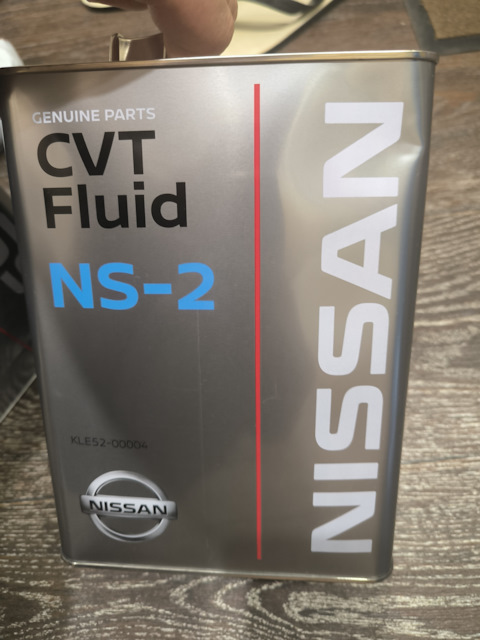 GENUINE PARTS
CVT
Fluid
NS-2
KLE52-00004
NISSAN
NISSAN